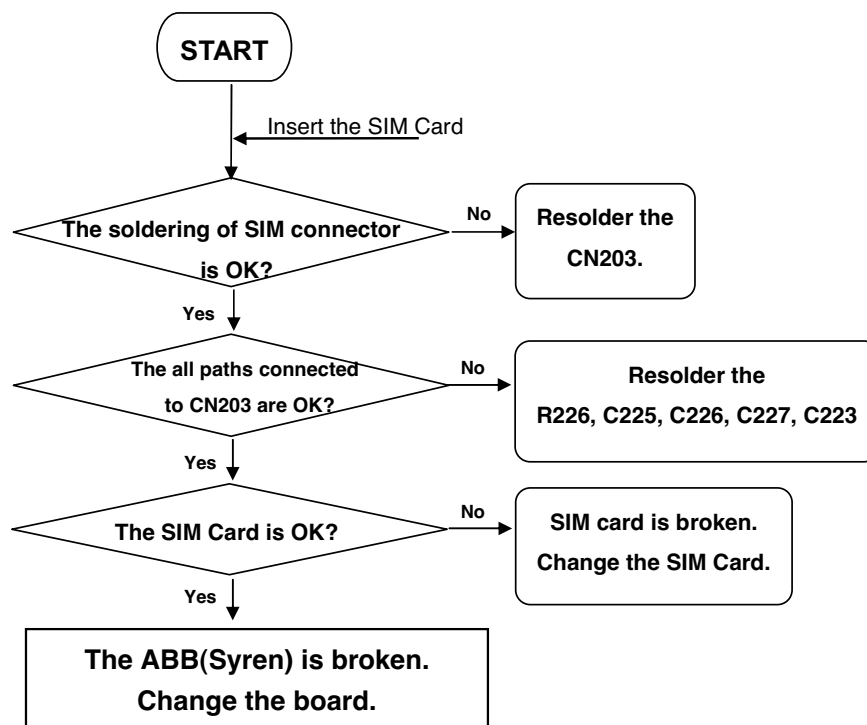 START
Insert the SIM Card
The soldering of SIM connector
is OK?
No
Resolder the
CN203.
Yes
The all paths connected
to CN203 are OK?
No
Resolder the
R226, C225, C226, C227, C223
Yes
The SIM Card is OK?
No
SIM card is broken.
Change the SIM Card.
Yes
The ABB(Syren) is broken.
Change the board.